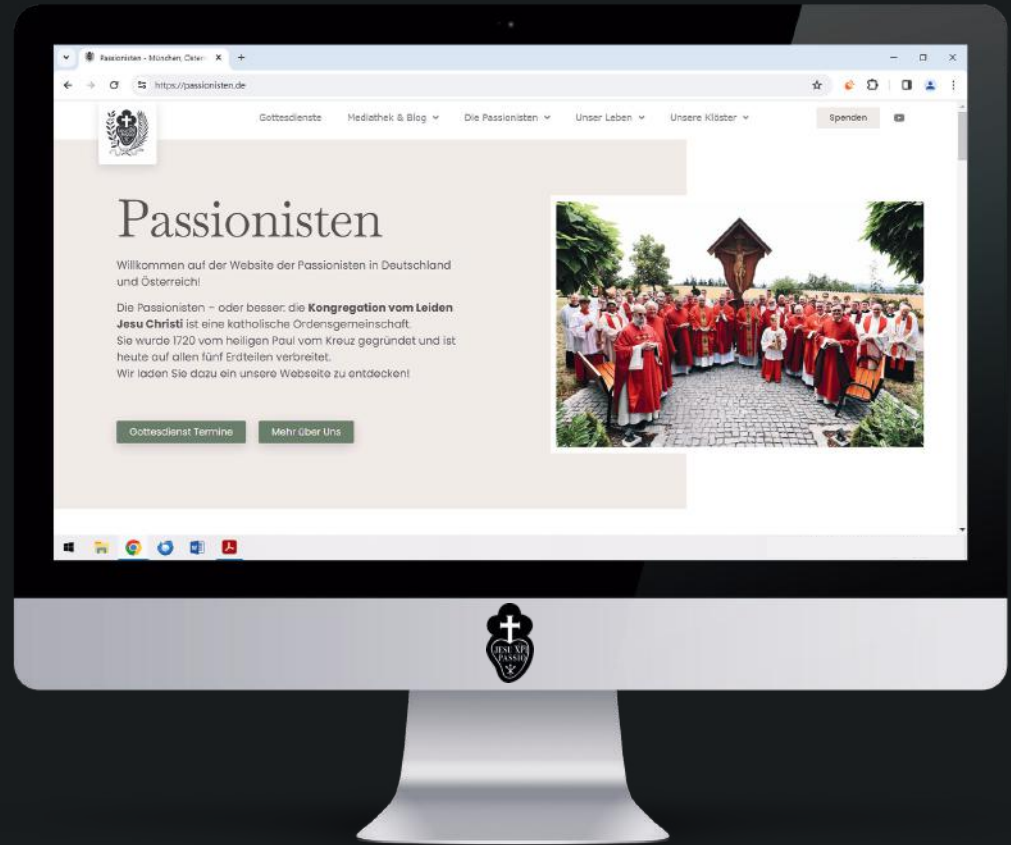 Passionisten - München, Öster
https://passionisten.de
Gottesdienste Mediathek & Blog Die Passionisten Unser Leben Unsere Klöster Spenden
Passionisten
Willkommen auf der Website der Passionisten in Deutschland
und Österreich!
Die Passionisten – oder besser: die Kongregation vom Leiden
Jesu Christi ist eine katholische Ordensgemeinschaft.
Sie wurde 1720 vom heiligen Paul vom Kreuz gegründet und ist
heute auf allen fünf Erdteilen verbreitet.
Wir laden Sie dazu ein unsere Webseite zu entdecken!
Gottesdienst Termine Mehr über Uns
JESU XPI
PASSIO